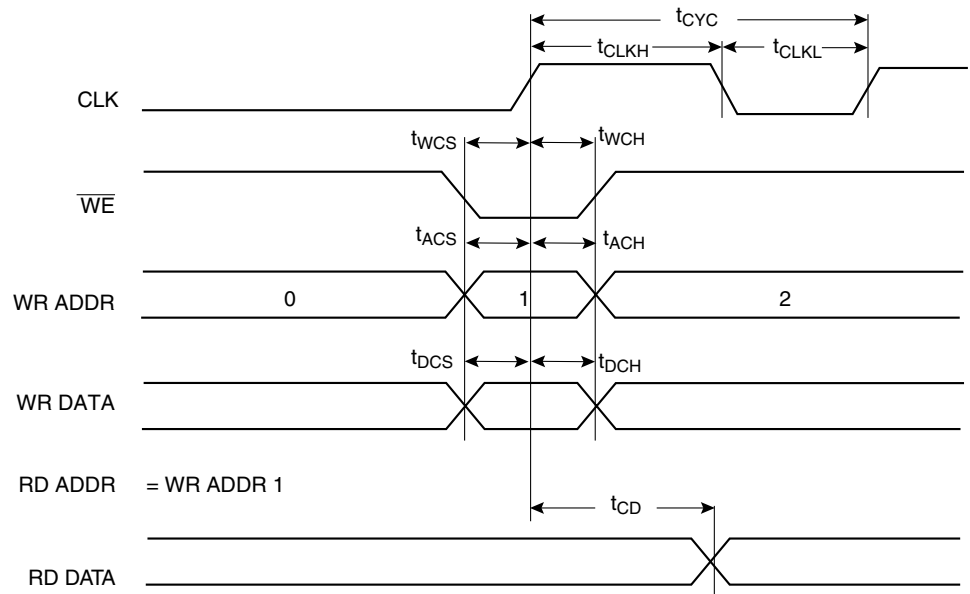 tCYC
tCLKH tCLKL
CLK
tWCS tWCH
WE
tACS tACH
WR ADDR 0 1 2
tDCS tDCH
WR DATA
RD ADDR = WR ADDR 1
tCD
RD DATA